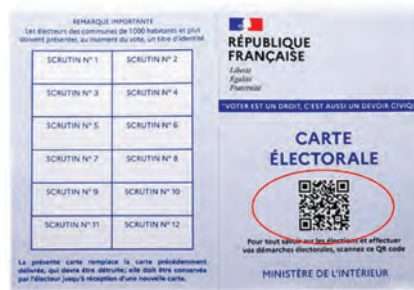 REMARQUE IMPORTANTE
Les électeurs des communes de 1000 habitants et plus
doivent présenter, au moment du vote, un titre d'identité.
SCRUTIN N° 1
SCRUTIN N° 2
SCRUTIN N° 3
SCRUTIN N° 4
SCRUTIN N° 5
SCRUTIN N° 6
SCRUTIN N° 7
SCRUTIN N° 8
SCRUTIN N° 9
SCRUTIN N° 10
SCRUTIN N° 11
SCRUTIN N° 12
La présente carte remplace la carte précédemment
délivrée, qui devra être détruite; elle doit être conservée
par l'électeur jusqu'à réception d'une nouvelle carte.
RÉPUBLIQUE
FRANÇAISE
Liberté
Égalité
Fraternité
"VOTER EST UN DROIT, C'EST AUSSI UN DEVOIR CIVIQ
CARTE
ÉLECTORALE
Pour tout savoir sur les élections et effectuer
vos démarches électorales, scannez ce QR code
MINISTÈRE DE L'INTÉRIEUR